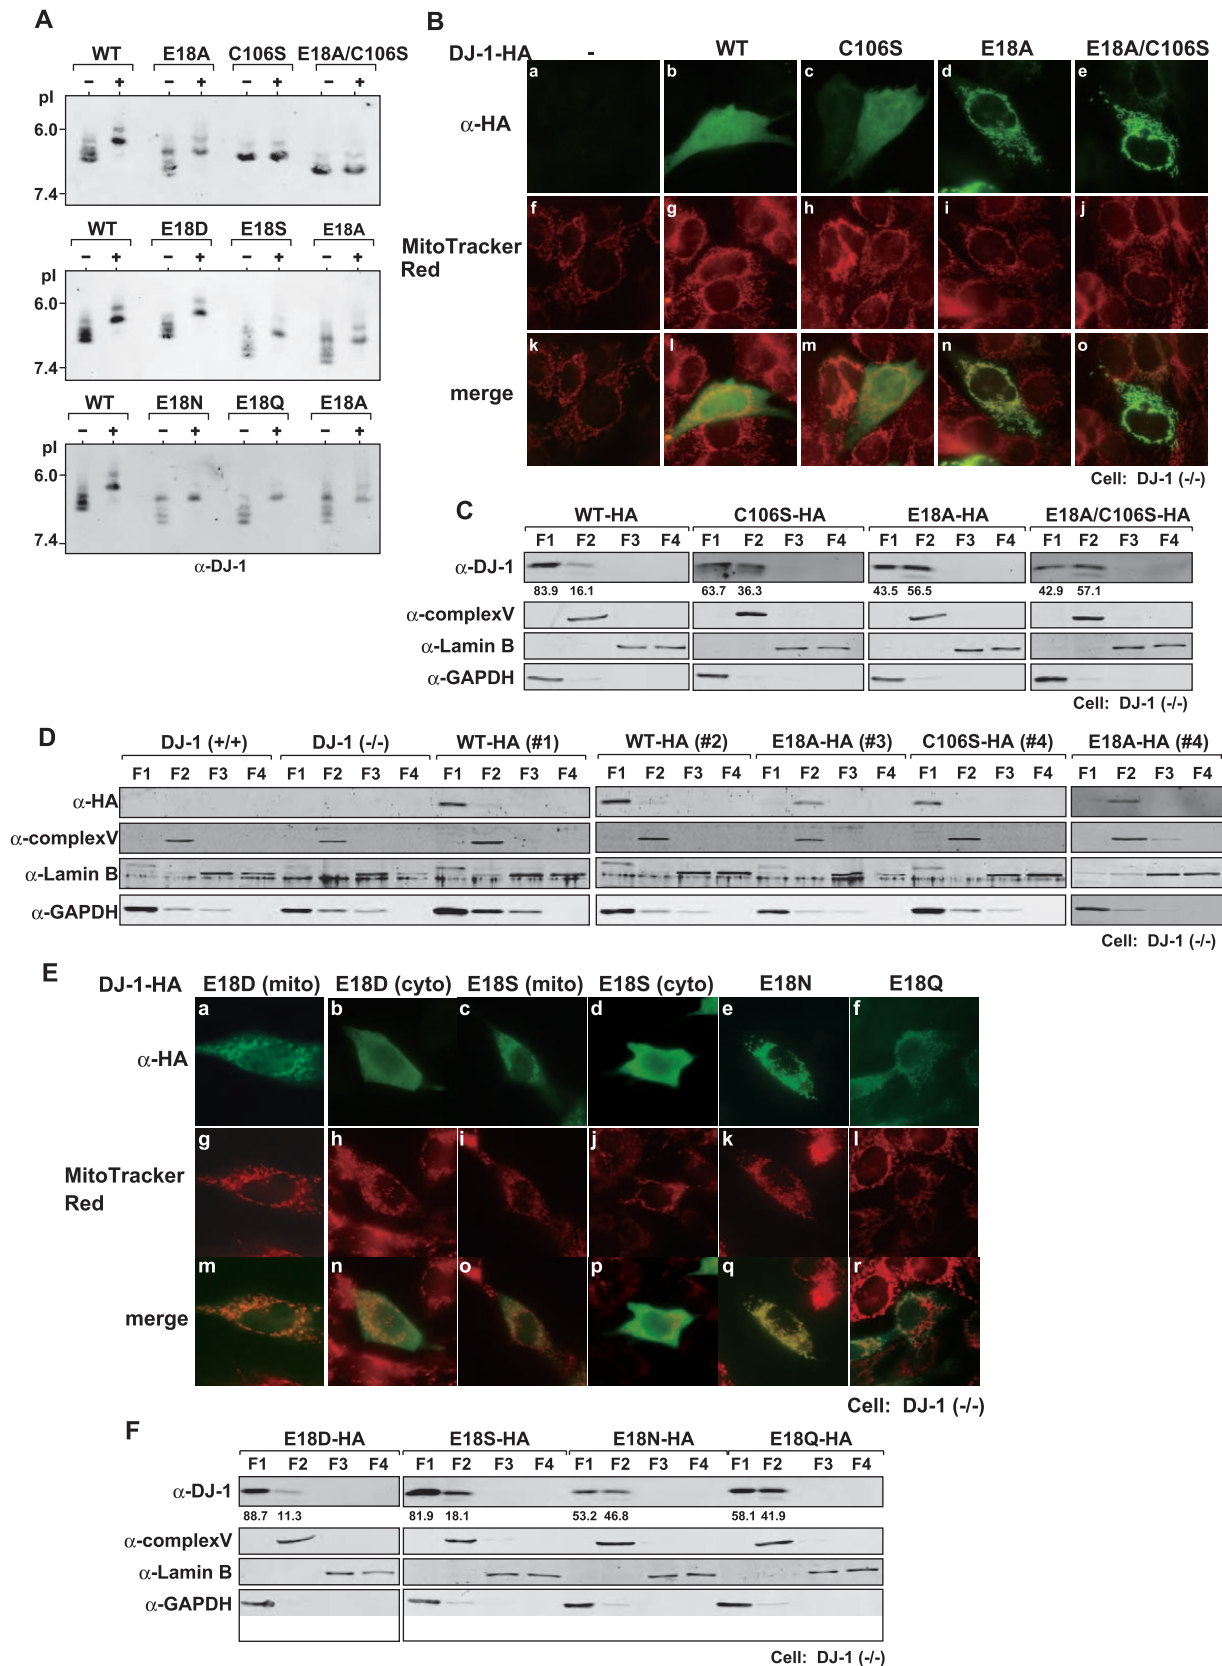 A
WT E18A C106S E18A/C106S
– + – + – + – +
pI
6.0
7.4
WT E18D E18S E18A
– + – + – + – +
pI
6.0
7.4
WT E18N E18Q E18A
– + – + – + – +
pI
6.0
7.4
α-DJ-1
B
DJ-1-HA - WT C106S E18A E18A/C106S
α-HA
a b c d e
MitoTracker
Red
f g h i j
merge
k l m n o
Cell: DJ-1 (-/-)
C
WT-HA C106S-HA E18A-HA E18A/C106S-HA
F1 F2 F3 F4 F1 F2 F3 F4 F1 F2 F3 F4 F1 F2 F3 F4
α-DJ-1
83.9 16.1 63.7 36.3 43.5 56.5 42.9 57.1
α-complexV
α-Lamin B
α-GAPDH
Cell: DJ-1 (-/-)
D
DJ-1 (+/+) DJ-1 (-/-) WT-HA (#1) WT-HA (#2) E18A-HA (#3) C106S-HA (#4) E18A-HA (#4)
F1 F2 F3 F4 F1 F2 F3 F4 F1 F2 F3 F4 F1 F2 F3 F4 F1 F2 F3 F4 F1 F2 F3 F4 F1 F2 F3 F4
α-HA
α-complexV
α-Lamin B
α-GAPDH
Cell: DJ-1 (-/-)
E
DJ-1-HA E18D (mito) E18D (cyto) E18S (mito) E18S (cyto) E18N E18Q
α-HA
a b c d e f
MitoTracker
Red
g h i j k l
merge
m n o p q r
Cell: DJ-1 (-/-)
F
E18D-HA E18S-HA E18N-HA E18Q-HA
F1 F2 F3 F4 F1 F2 F3 F4 F1 F2 F3 F4 F1 F2 F3 F4
α-DJ-1
88.7 11.3 81.9 18.1 53.2 46.8 58.1 41.9
α-complexV
α-Lamin B
α-GAPDH
Cell: DJ-1 (-/-)